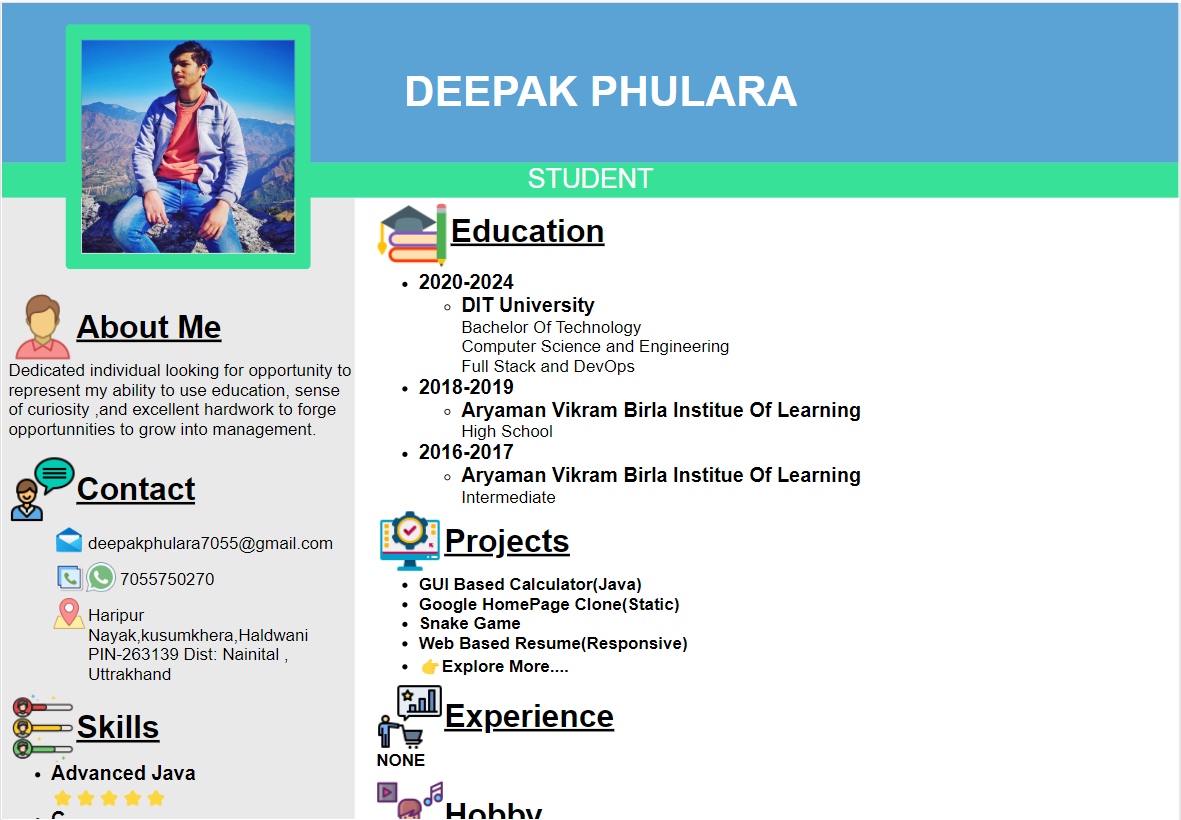 DEEPAK PHULARA
STUDENT
About Me
Dedicated individual looking for opportunity to
represent my ability to use education, sense
of curiosity ,and excellent hardwork to forge
opportunnities to grow into management.
Contact
deepakphulara7055@gmail.com
7055750270
Haripur
Nayak,kusumkhera,Haldwani
PIN-263139 Dist: Nainital ,
Uttrakhand
Skills
Advanced Java
C
Education
2020-2024
DIT University
Bachelor Of Technology
Computer Science and Engineering
Full Stack and DevOps
2018-2019
Aryaman Vikram Birla Institue Of Learning
High School
2016-2017
Aryaman Vikram Birla Institue Of Learning
Intermediate
Projects
GUI Based Calculator(Java)
Google HomePage Clone(Static)
Snake Game
Web Based Resume(Responsive)
👉Explore More....
Experience
NONE
Hobby